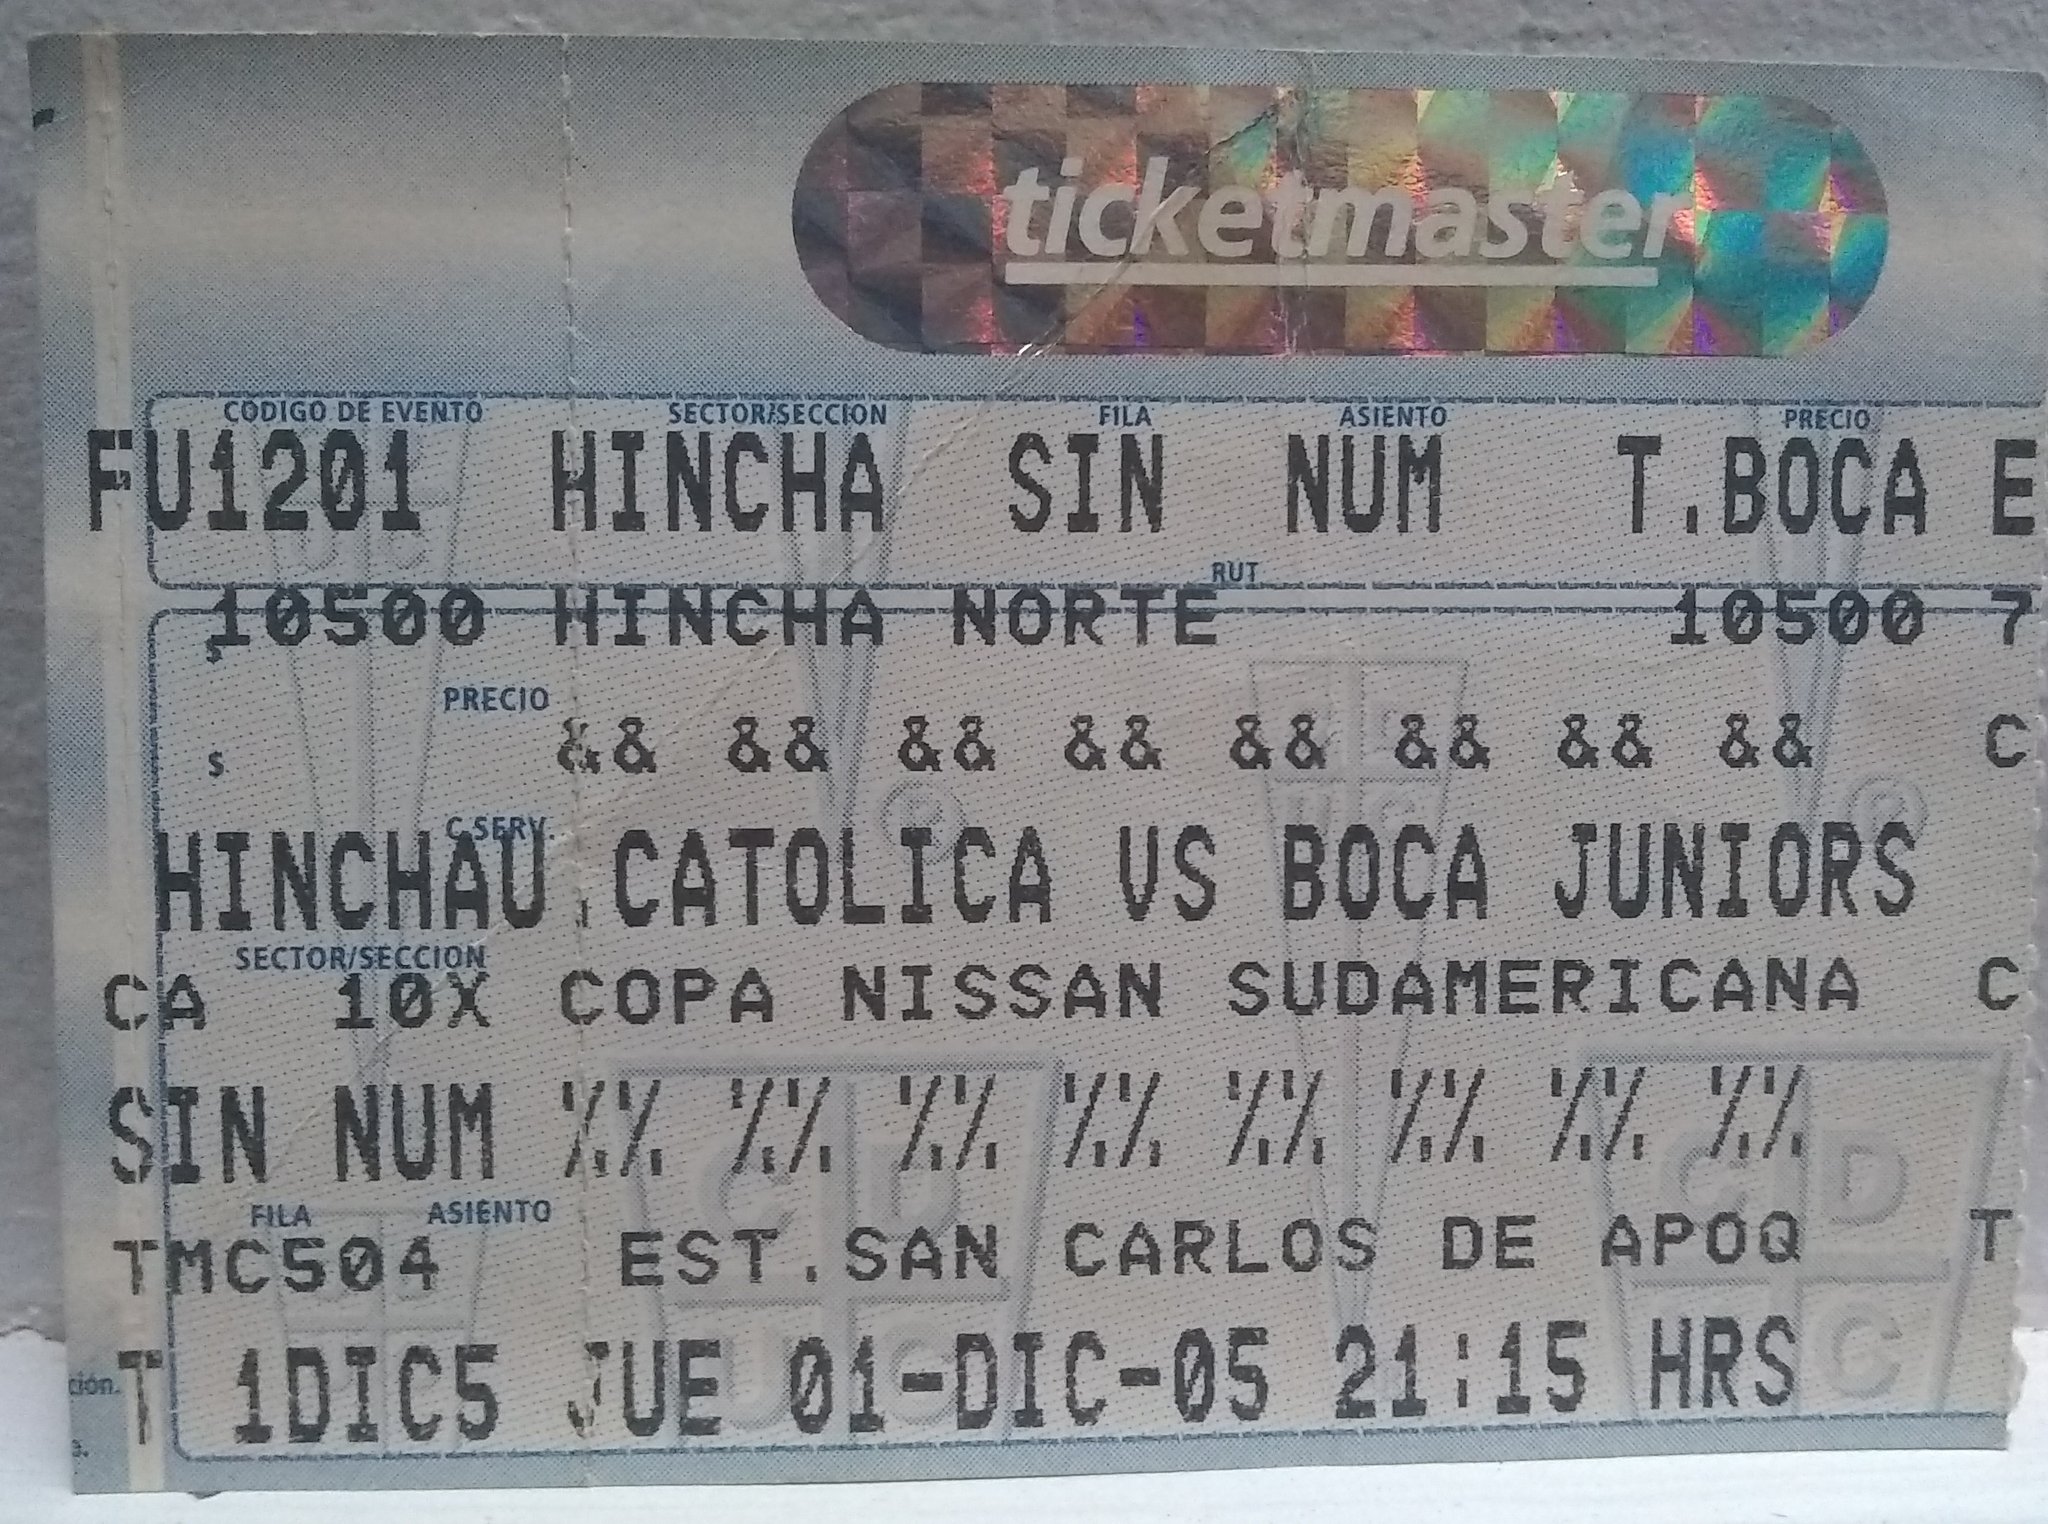 ticketmaster
CODIGO DE EVENTO SECTOR/SECCION FILA ASIENTO PRECIO
FU1201 HINCHA SIN NUM T.BOCA E
RUT
$ 10500 HINCHA NORTE 10500 7
PRECIO
$ && && && && && && && && C
C.SERV.
HINCHAU.CATOLICA VS BOCA JUNIORS
SECTOR/SECCION
CA 10X COPA NISSAN SUDAMERICANA C
SIN NUM %% %% %% %% %% %% %% %%
FILA ASIENTO
TMC504 EST.SAN CARLOS DE APOQ T
ción. T 1DIC5 JUE 01-DIC-05 21:15 HRS
s.